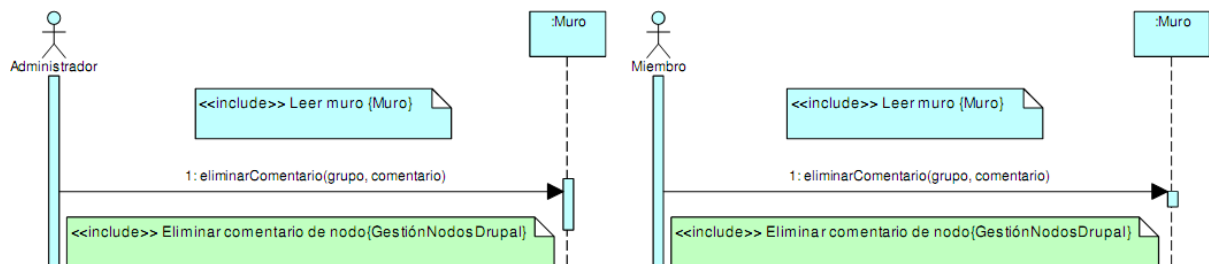 :Muro
Administrador
<<include>> Leer muro {Muro}
1: eliminarComentario(grupo, comentario)
<<include>> Eliminar comentario de nodo{GestiónNodosDrupal}
:Muro
Miembro
<<include>> Leer muro {Muro}
1: eliminarComentario(grupo, comentario)
<<include>> Eliminar comentario de nodo{GestiónNodosDrupal}